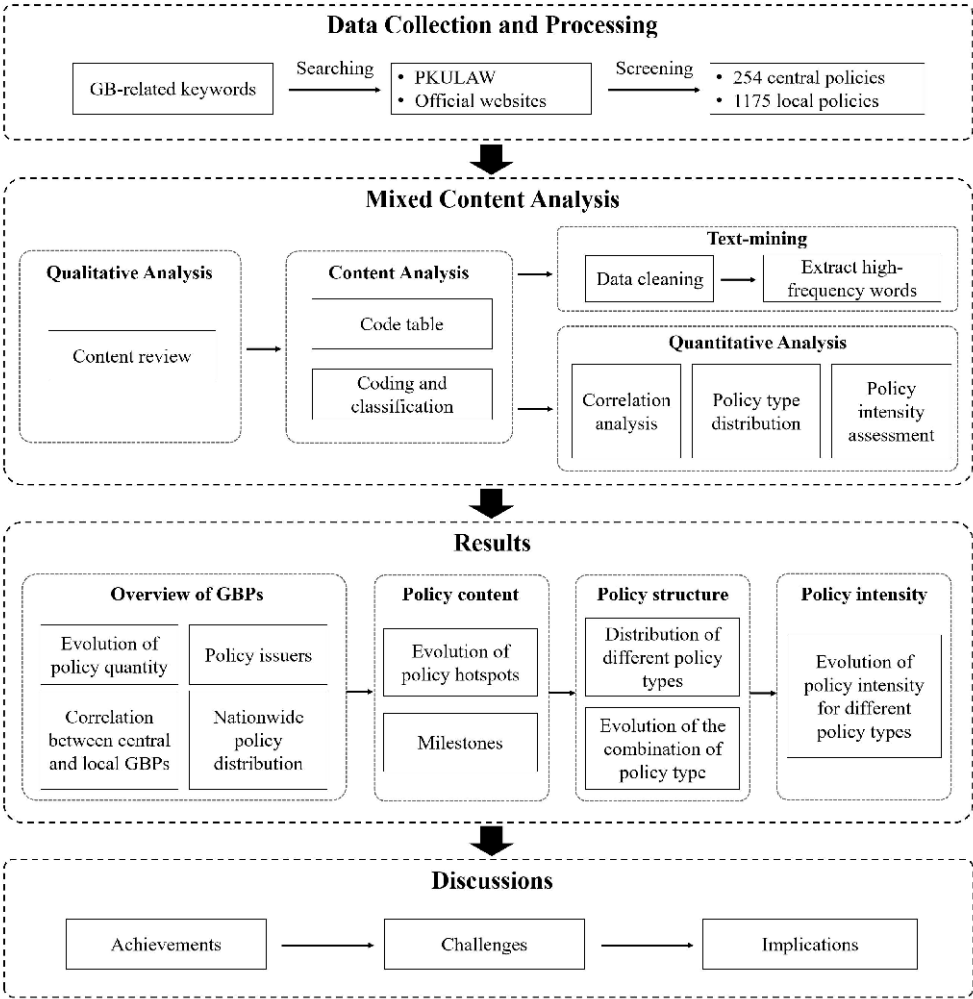 Data Collection and Processing
GB-related keywords
Searching
• PKULAW
• Official websites
Screening
• 254 central policies
• 1175 local policies
Mixed Content Analysis
Qualitative Analysis
Content review
Content Analysis
Code table
Coding and
classification
Text-mining
Data cleaning
Extract high-
frequency words
Quantitative Analysis
Correlation
analysis
Policy type
distribution
Policy
intensity
assessment
Results
Overview of GBPs
Evolution of
policy quantity
Policy issuers
Correlation
between central
and local GBPs
Nationwide
policy
distribution
Policy content
Evolution of
policy hotspots
Milestones
Policy structure
Distribution of
different policy
types
Evolution of the
combination of
policy type
Policy intensity
Evolution of
policy intensity
for different
policy types
Discussions
Achievements
Challenges
Implications